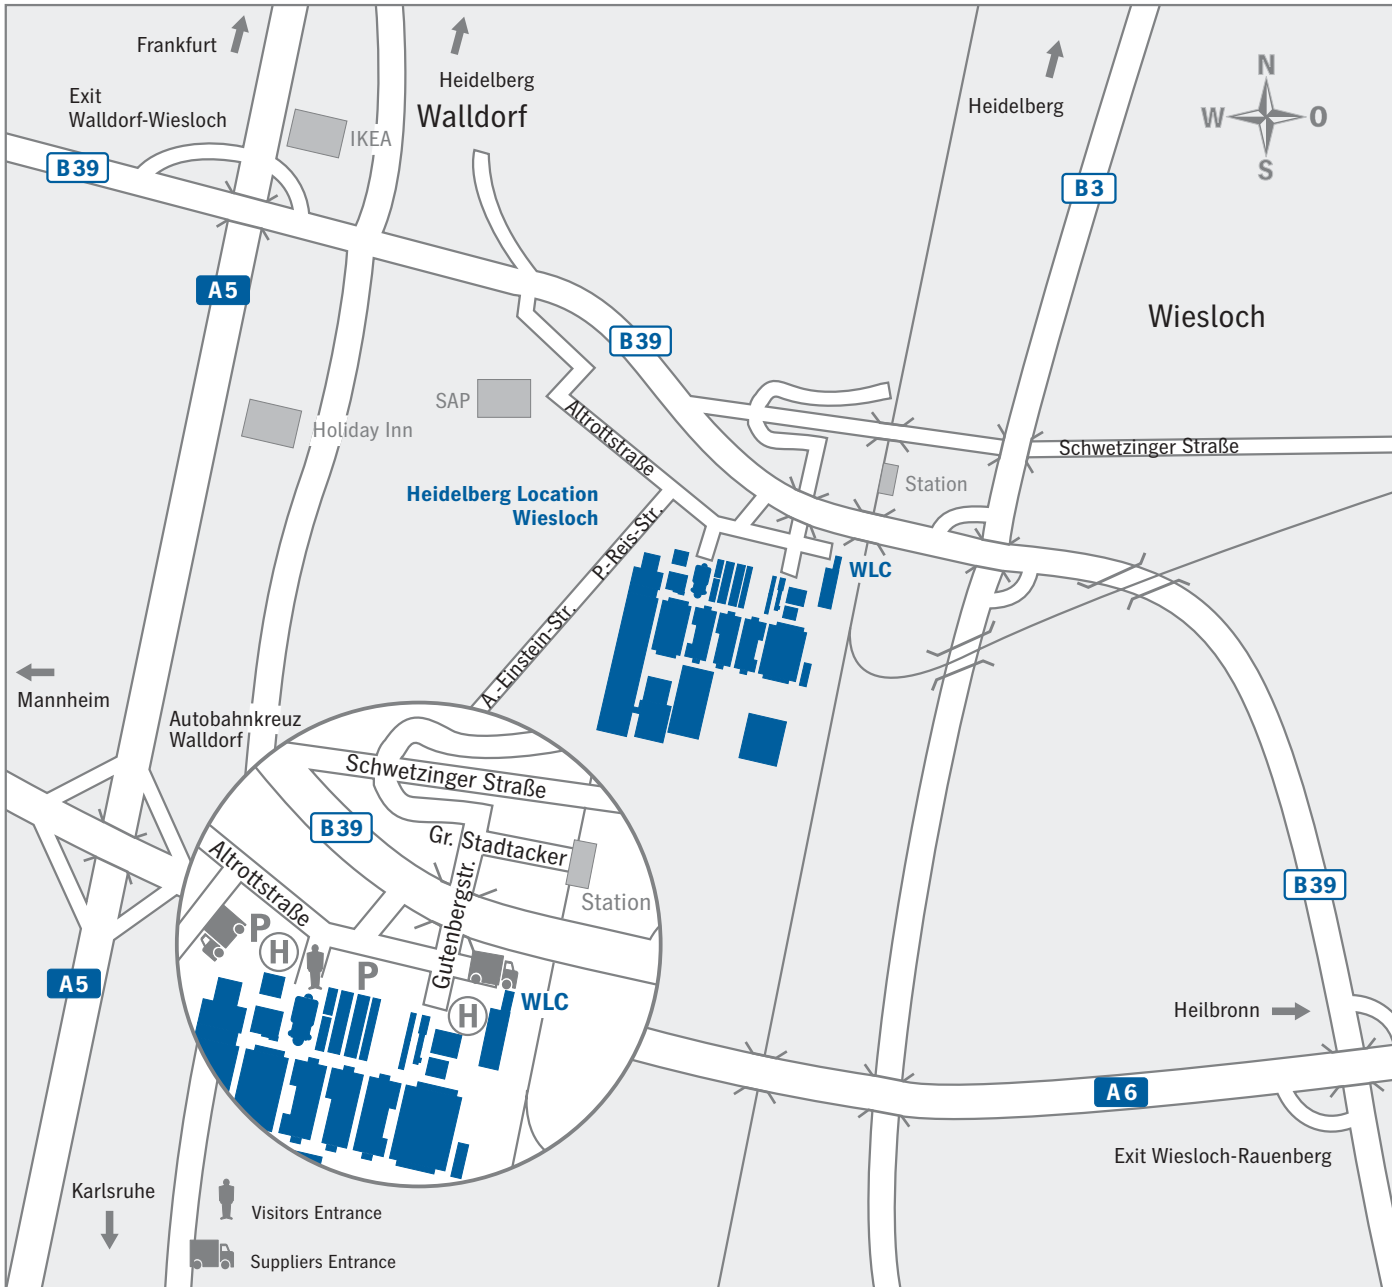 Frankfurt
Heidelberg
Walldorf
Heidelberg
N
W
O
S
Exit
Walldorf-Wiesloch
IKEA
B39
B3
A5
Wiesloch
B39
SAP
Holiday Inn
Altrottstraße
Schwetzinger Straße
Station
Heidelberg Location
Wiesloch
P.-Reis-Str.
WLC
A.-Einstein-Str.
Mannheim
Autobahnkreuz
Walldorf
Schwetzinger Straße
B39
Gr. Stadtacker
Altrottstraße
Gutenbergstr.
Station
B39
P
H
P
A5
WLC
H
Heilbronn
A6
Exit Wiesloch-Rauenberg
Karlsruhe
Visitors Entrance
Suppliers Entrance